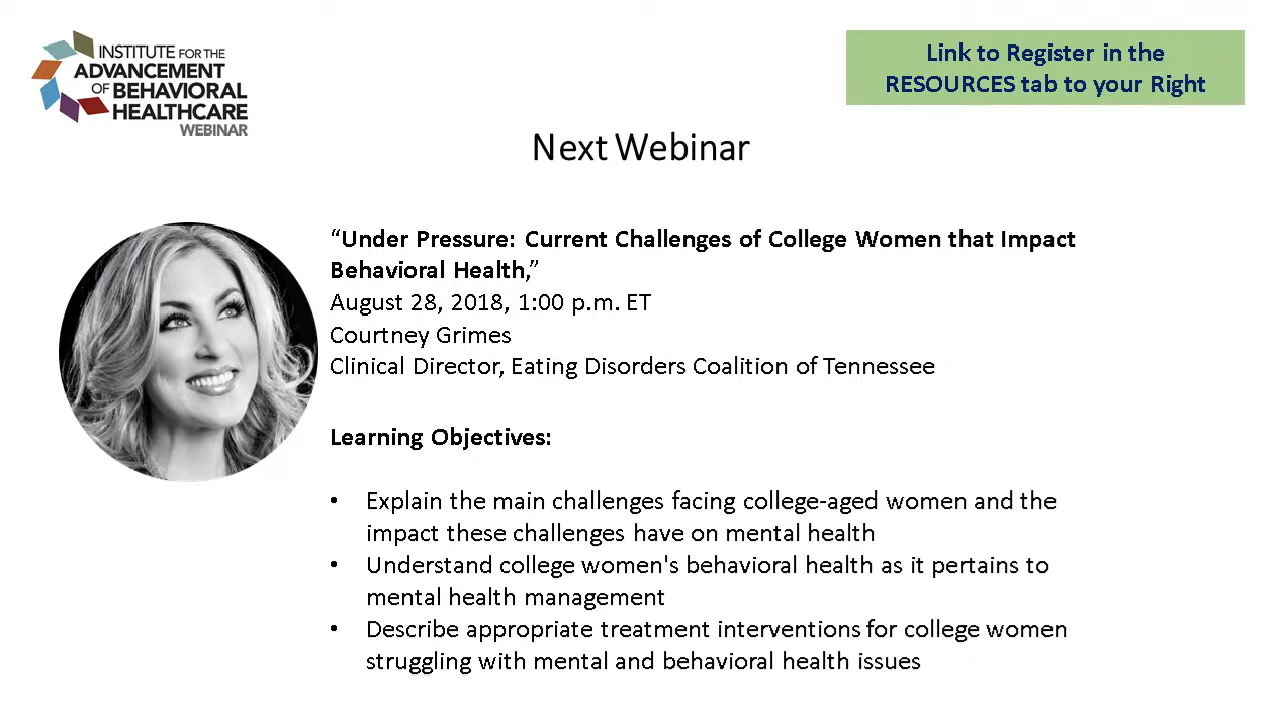 INSTITUTE FOR THE
ADVANCEMENT
OF BEHAVIORAL
HEALTHCARE
WEBINAR
Link to Register in the
RESOURCES tab to your Right
Next Webinar
“Under Pressure: Current Challenges of College Women that Impact
Behavioral Health,”
August 28, 2018, 1:00 p.m. ET
Courtney Grimes
Clinical Director, Eating Disorders Coalition of Tennessee
Learning Objectives:
• Explain the main challenges facing college-aged women and the
impact these challenges have on mental health
• Understand college women's behavioral health as it pertains to
mental health management
• Describe appropriate treatment interventions for college women
struggling with mental and behavioral health issues